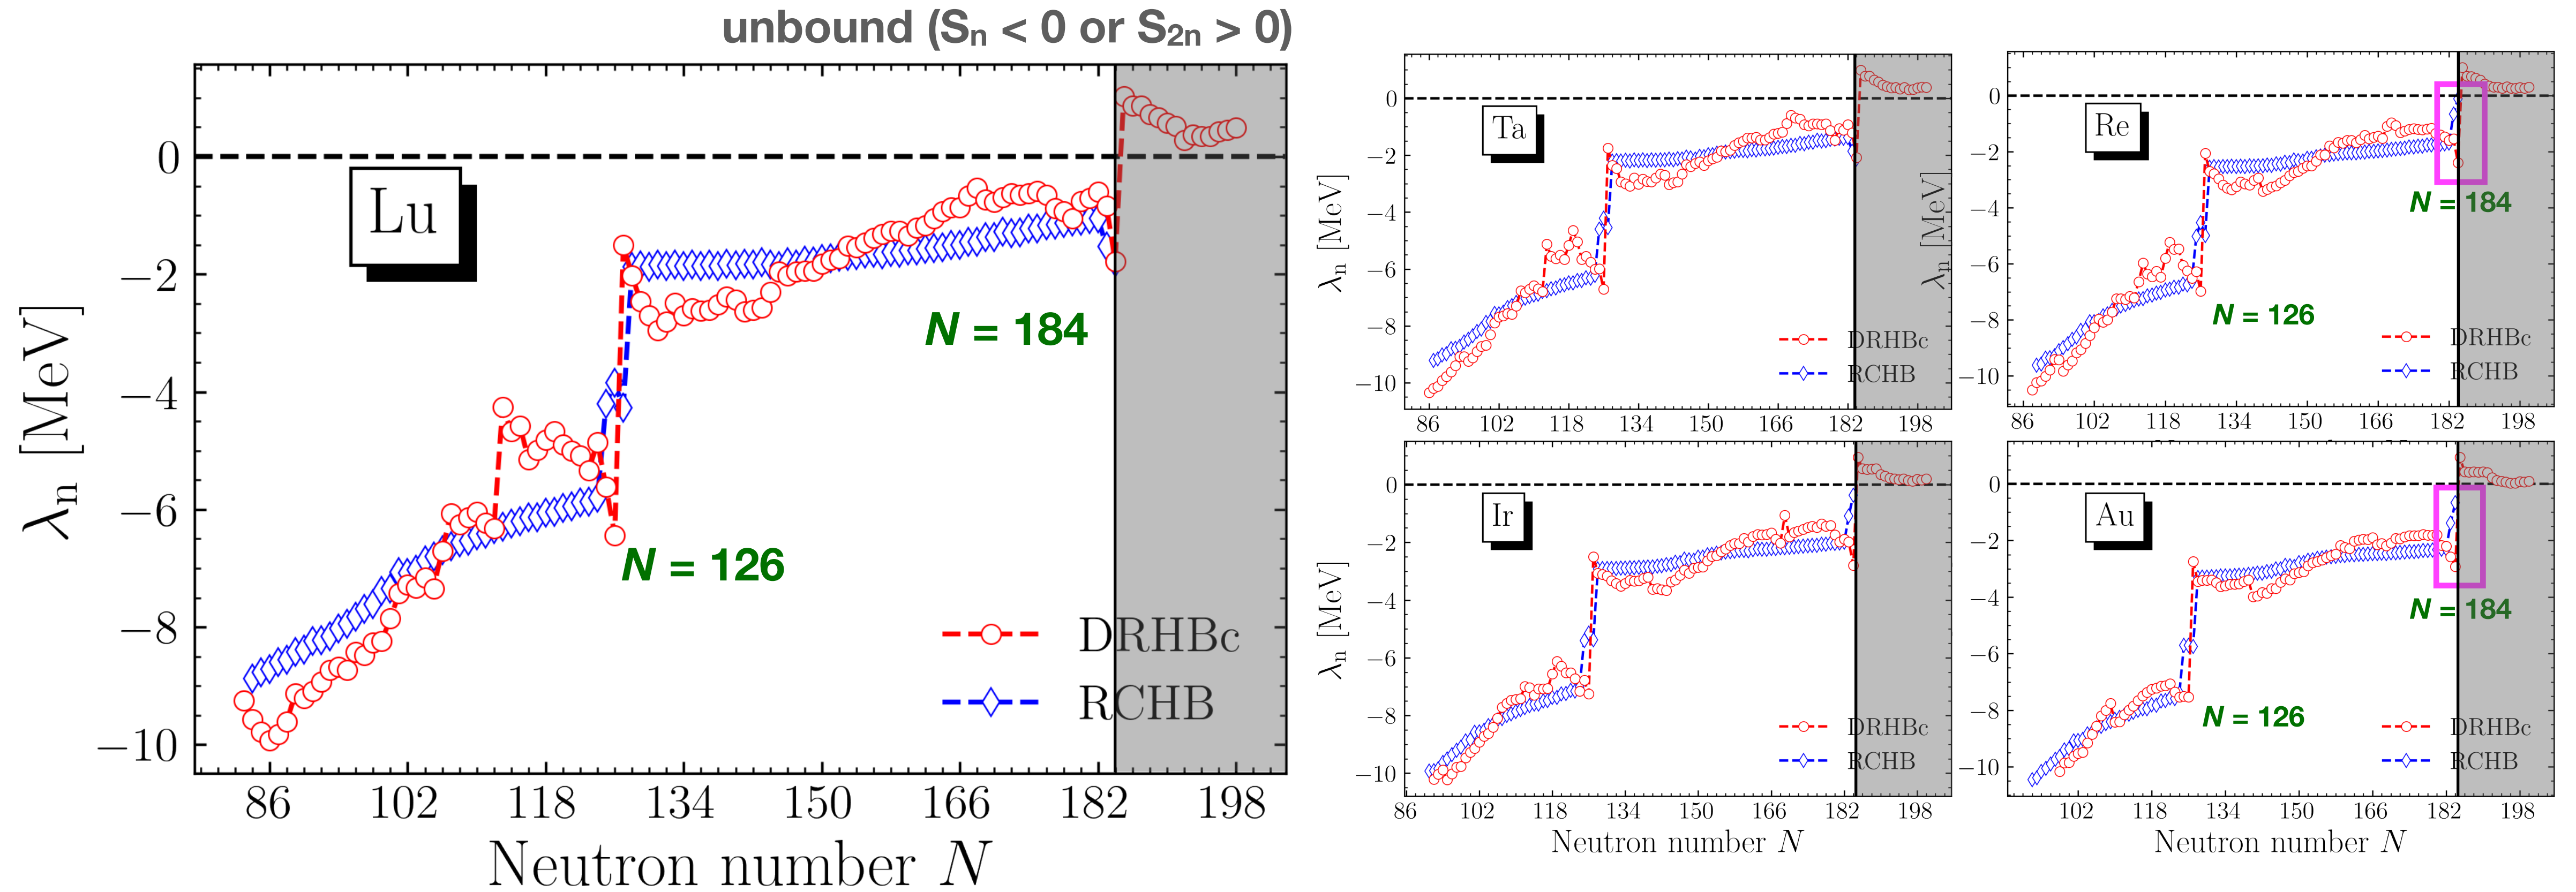 unbound (Sn < 0 or S2n > 0)
λn [MeV]
0
−2
−4
−6
−8
−10
Lu
N = 184
N = 126
DRHBc
RCHB
86 102 118 134 150 166 182 198
Neutron number N
λn [MeV]
0
−2
−4
−6
−8
−10
Ta
DRHBc
RCHB
86 102 118 134 150 166 182 198
λn [MeV]
0
−2
−4
−6
−8
−10
Re
N = 184
N = 126
DRHBc
RCHB
86 102 118 134 150 166 182 198
λn [MeV]
0
−2
−4
−6
−8
−10
Ir
DRHBc
RCHB
86 102 118 134 150 166 182 198
Neutron number N
0
−2
−4
−6
−8
−10
Au
N = 184
N = 126
DRHBc
RCHB
102 118 134 150 166 182 198
Neutron number N